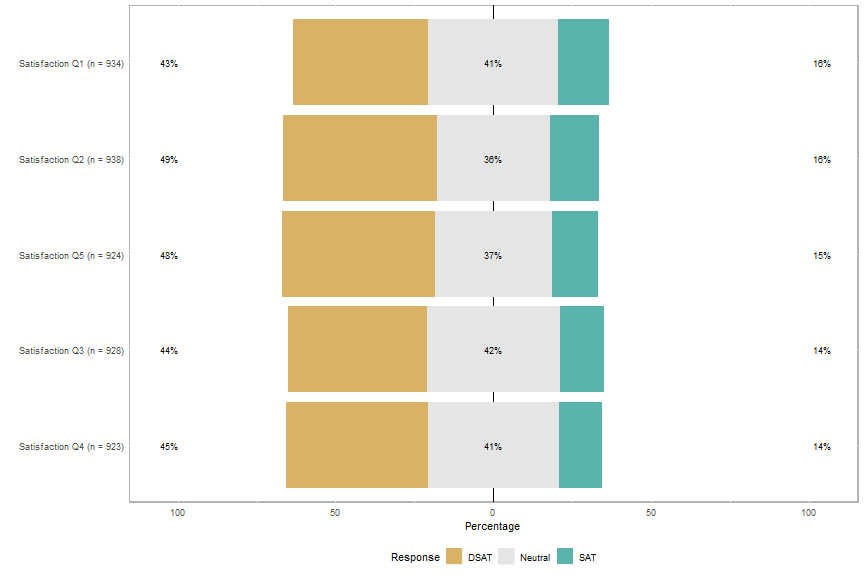 Satisfaction Q1 (n = 934) 43% 41% 16%
Satisfaction Q2 (n = 938) 49% 36% 16%
Satisfaction Q5 (n = 924) 48% 37% 15%
Satisfaction Q3 (n = 928) 44% 42% 14%
Satisfaction Q4 (n = 923) 45% 41% 14%
100 50 0 50 100
Percentage
Response DSAT Neutral SAT